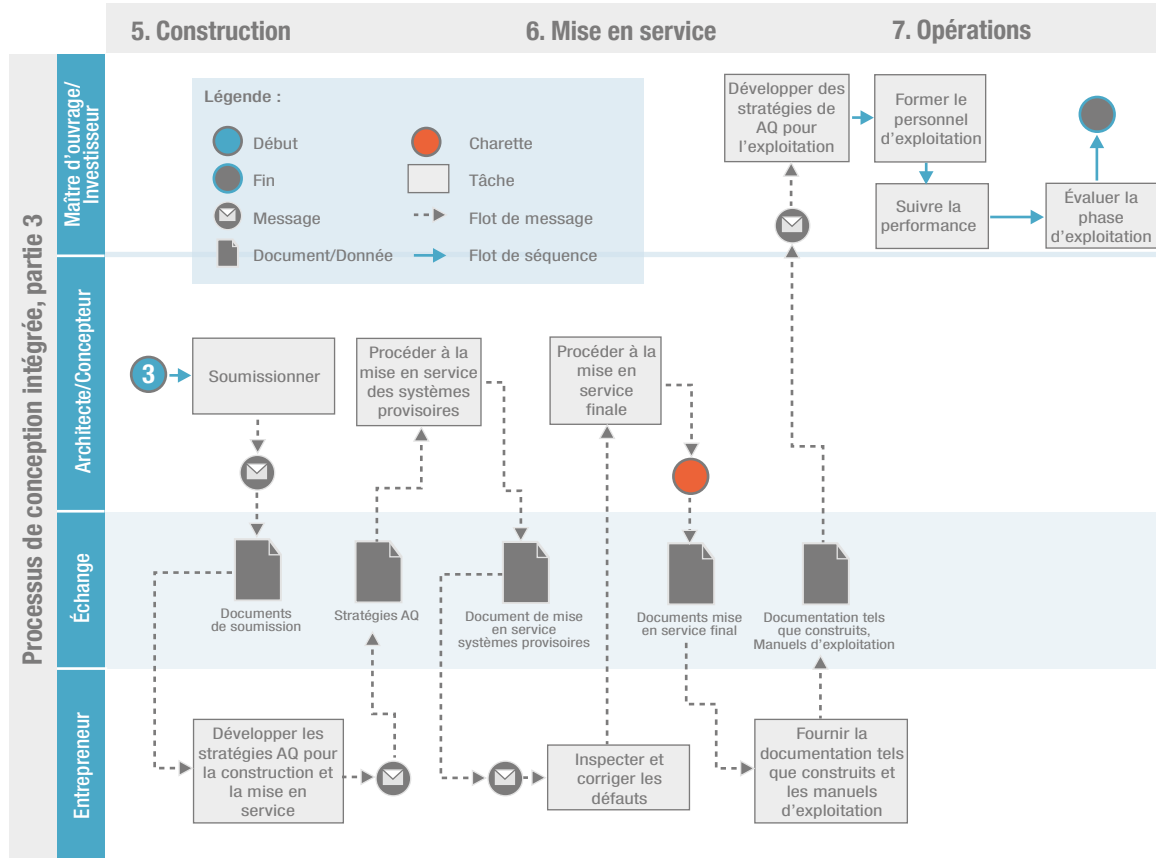 5. Construction
6. Mise en service
7. Opérations
Processus de conception intégrée, partie 3
Maître d'ouvrage/
Investisseur
Légende :
Début
Charette
Fin
Tâche
Message
Flot de message
Document/Donnée
Flot de séquence
Développer des
stratégies de
AQ pour
l'exploitation
Former le
personnel
d'exploitation
Suivre la
performance
Évaluer la
phase
d'exploitation
Architecte/Concepteur
3
Soumissionner
Procéder à la
mise en service
des systèmes
provisoires
Procéder à la
mise en
service
finale
Échange
Documents
de soumission
Stratégies AQ
Document de mise
en service
systèmes provisoires
Documents mise
en service final
Documentation tels
que construits,
Manuels d'exploitation
Entrepreneur
Développer les
stratégies AQ pour
la construction et
la mise en
service
Inspecter et
corriger les
défauts
Fournir la
documentation tels
que construits et
les manuels
d'exploitation